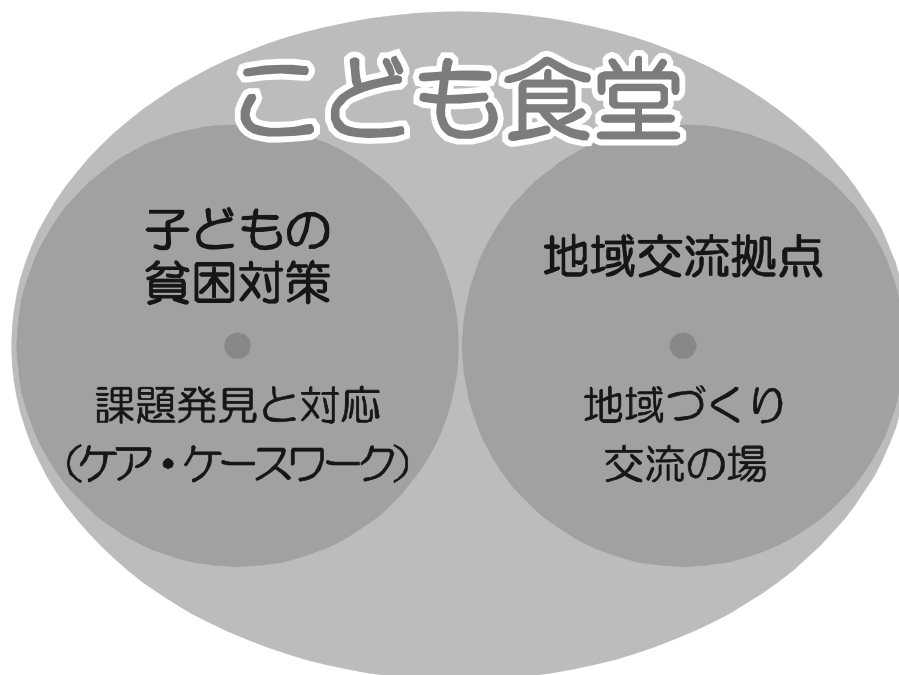 こども食堂
子どもの
貧困対策
課題発見と対応
（ケア・ケースワーク）
地域交流拠点
地域づくり
交流の場